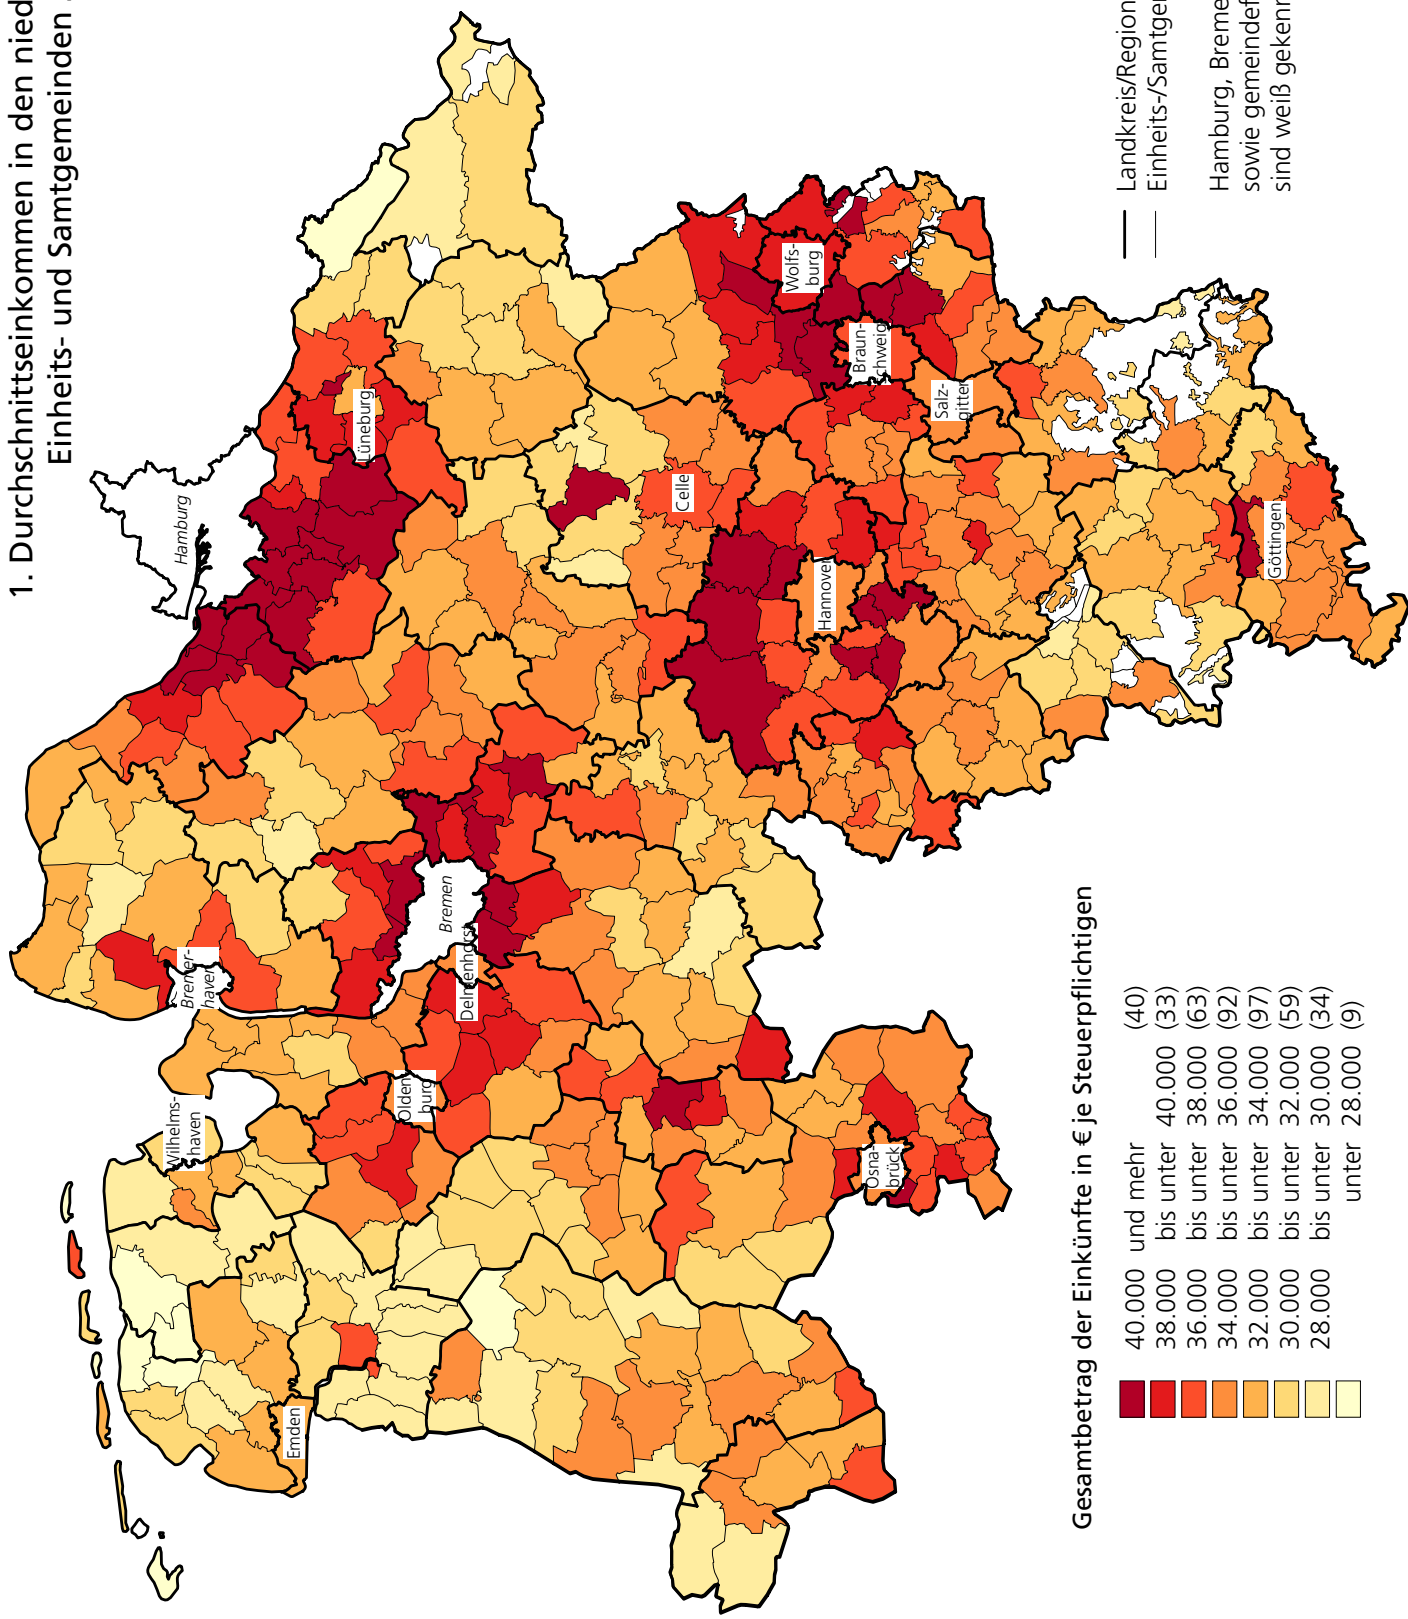 1. Durchschnittseinkommen in den nied
Einheits- und Samtgemeinden
Hamburg
Lüneburg
Bremer-
haven
Bremen
Wilhelms-
haven
Olden
burg
Delmenhorst
Emden
Celle
Wolfs-
burg
Braun-
schweig
Salz-
gitter
Hannover
Göttingen
Osna-
brück
Landkreis/Region
Einheits-/Samtger
Hamburg, Breme
sowie gemeindef
sind weiß gekenr
Gesamtbetrag der Einkünfte in € je Steuerpflichtigen
40.000 und mehr (40)
38.000 bis unter 40.000 (33)
36.000 bis unter 38.000 (63)
34.000 bis unter 36.000 (92)
32.000 bis unter 34.000 (97)
30.000 bis unter 32.000 (59)
28.000 bis unter 30.000 (34)
unter 28.000 (9)